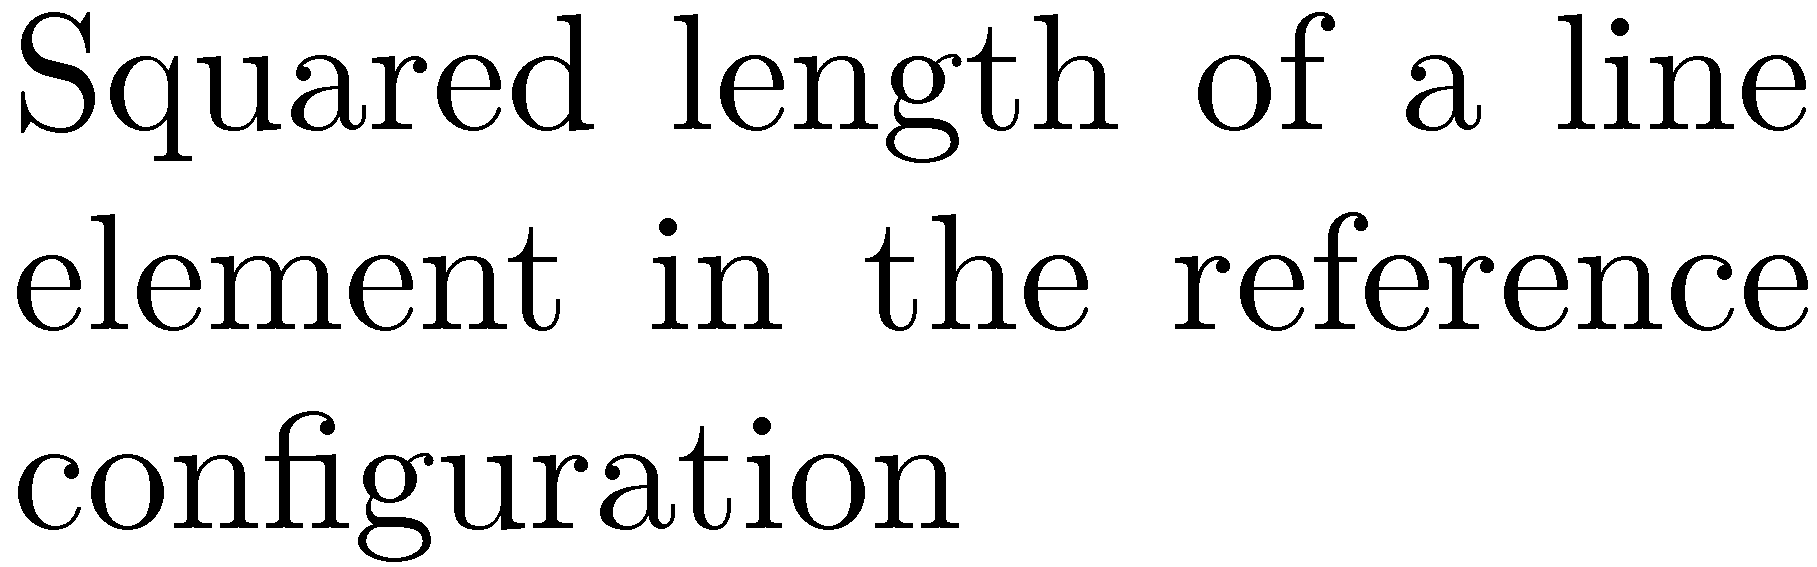 Squared length of a line
element in the reference
configuration